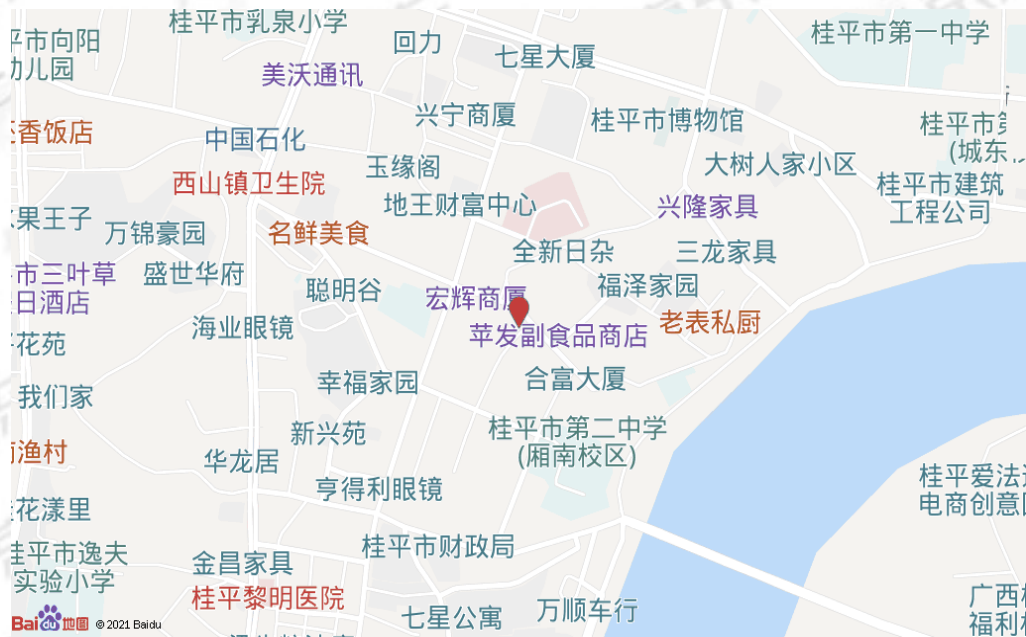 桂平市乳泉小学
桂平市第一中学
平市向阳
幼儿园
回力
七星大厦
美沃通讯
兴宁商厦
桂平市博物馆
香饭店
中国石化
桂平市第
(城东
玉缘阁
大树人家小区
西山镇卫生院
桂平市建筑
工程公司
地王财富中心
兴隆家具
水果王子
万锦豪园
名鲜美食
全新日杂
三龙家具
市三叶草
日酒店
盛世华府
聪明谷
宏辉商厦
福泽家园
海业眼镜
苹发副食品商店
老表私厨
花苑
幸福家园
合富大厦
我们家
新兴苑
桂平市第二中学
(厢南校区)
渔村
华龙居
亨得利眼镜
桂平爱法
电商创意
花漾里
桂平市财政局
桂平市逸夫
实验小学
金昌家具
桂平黎明医院
七星公寓
万顺车行
广西桂
福利
Bai du 地图 © 2021 Baidu